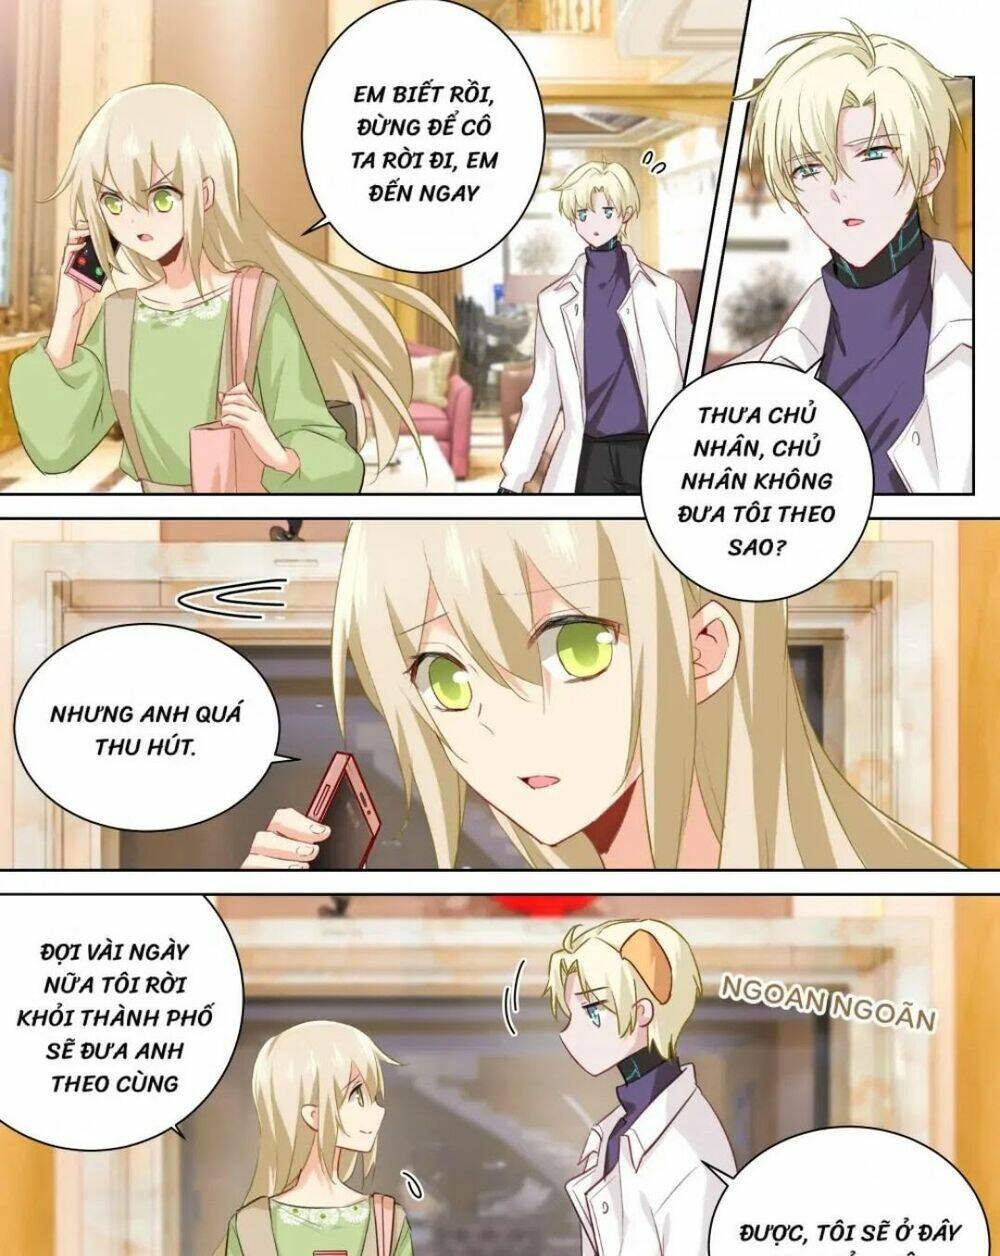 EM BIẾT RỒI,
ĐỪNG ĐỂ CÔ
TA RỜI ĐI, EM
ĐẾN NGAY
THƯA CHỦ
NHÂN, CHỦ
NHÂN KHÔNG
ĐƯA TÔI THEO
SAO?
NHƯNG ANH QUÁ
THU HÚT.
ĐỢI VÀI NGÀY
NỮA TÔI RỜI
KHỎI THÀNH PHỐ
SẼ ĐƯA ANH
THEO CÙNG
NGOAN NGOÃN
ĐƯỢC, TÔI SẼ Ở ĐÂY